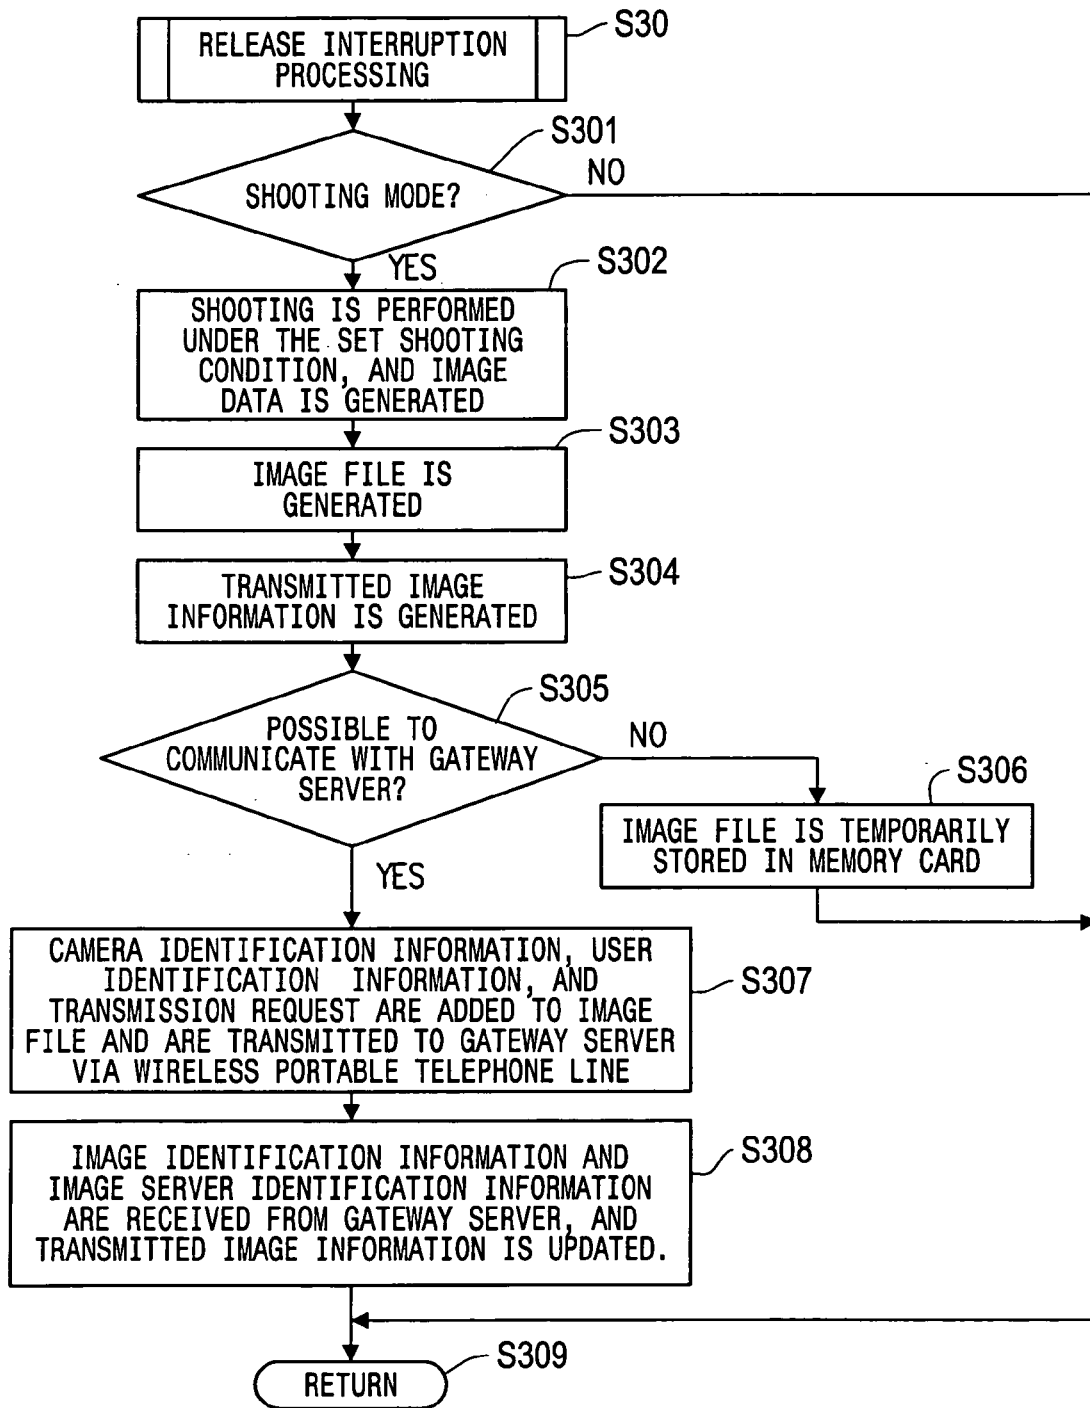 RELEASE INTERRUPTION
PROCESSING
S30
S301
SHOOTING MODE?
NO
YES
S302
SHOOTING IS PERFORMED
UNDER THE SET SHOOTING
CONDITION, AND IMAGE
DATA IS GENERATED
S303
IMAGE FILE IS
GENERATED
S304
TRANSMITTED IMAGE
INFORMATION IS GENERATED
S305
POSSIBLE TO
COMMUNICATE WITH GATEWAY
SERVER?
NO
S306
IMAGE FILE IS TEMPORARILY
STORED IN MEMORY CARD
YES
CAMERA IDENTIFICATION INFORMATION, USER
IDENTIFICATION INFORMATION, AND
TRANSMISSION REQUEST ARE ADDED TO IMAGE
FILE AND ARE TRANSMITTED TO GATEWAY SERVER
VIA WIRELESS PORTABLE TELEPHONE LINE
S307
IMAGE IDENTIFICATION INFORMATION AND
IMAGE SERVER IDENTIFICATION INFORMATION
ARE RECEIVED FROM GATEWAY SERVER, AND
TRANSMITTED IMAGE INFORMATION IS UPDATED.
S308
S309
RETURN